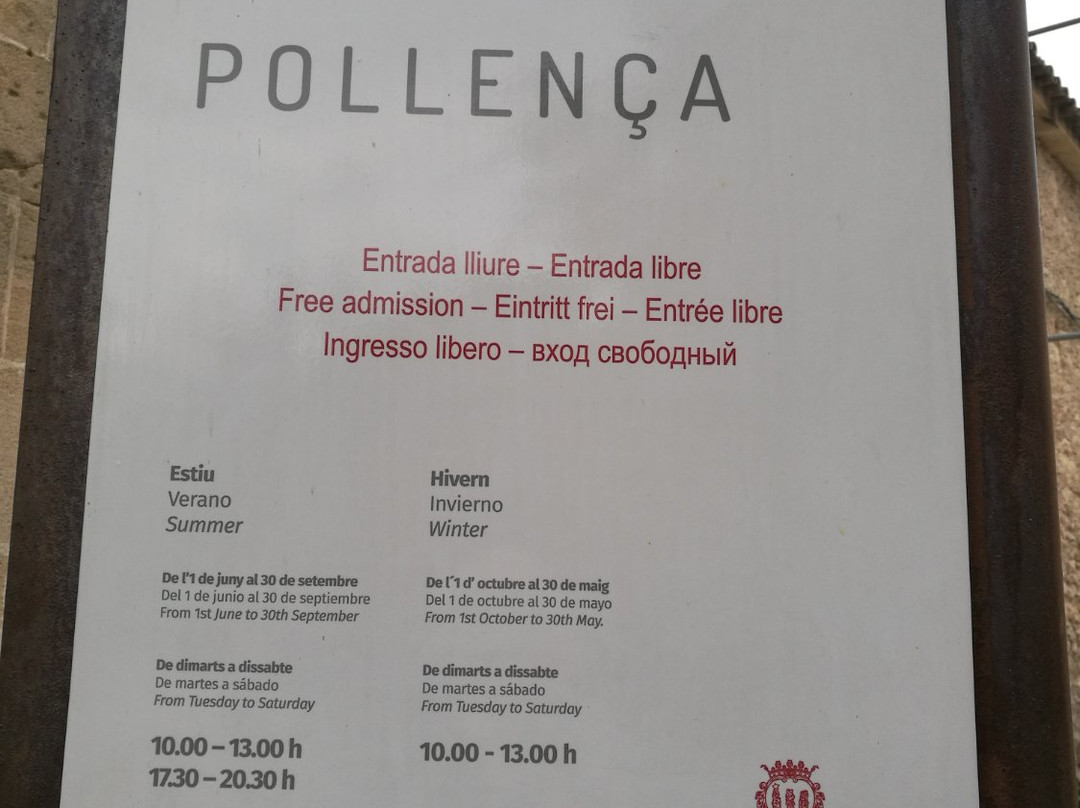 POLLENÇA
Entrada lliure – Entrada libre
Free admission – Eintritt frei – Entrée libre
Ingresso libero – вход свободный
Estiu
Verano
Summer
De l'1 de juny al 30 de setembre
Del 1 de junio al 30 de septiembre
From 1st June to 30th September
De dimarts a dissabte
De martes a sábado
From Tuesday to Saturday
10.00 – 13.00 h
17.30 – 20.30 h
Hivern
Invierno
Winter
De l´1 d' octubre al 30 de maig
Del 1 de octubre al 30 de mayo
From 1st October to 30th May.
De dimarts a dissabte
De martes a sábado
From Tuesday to Saturday
10.00 - 13.00 h